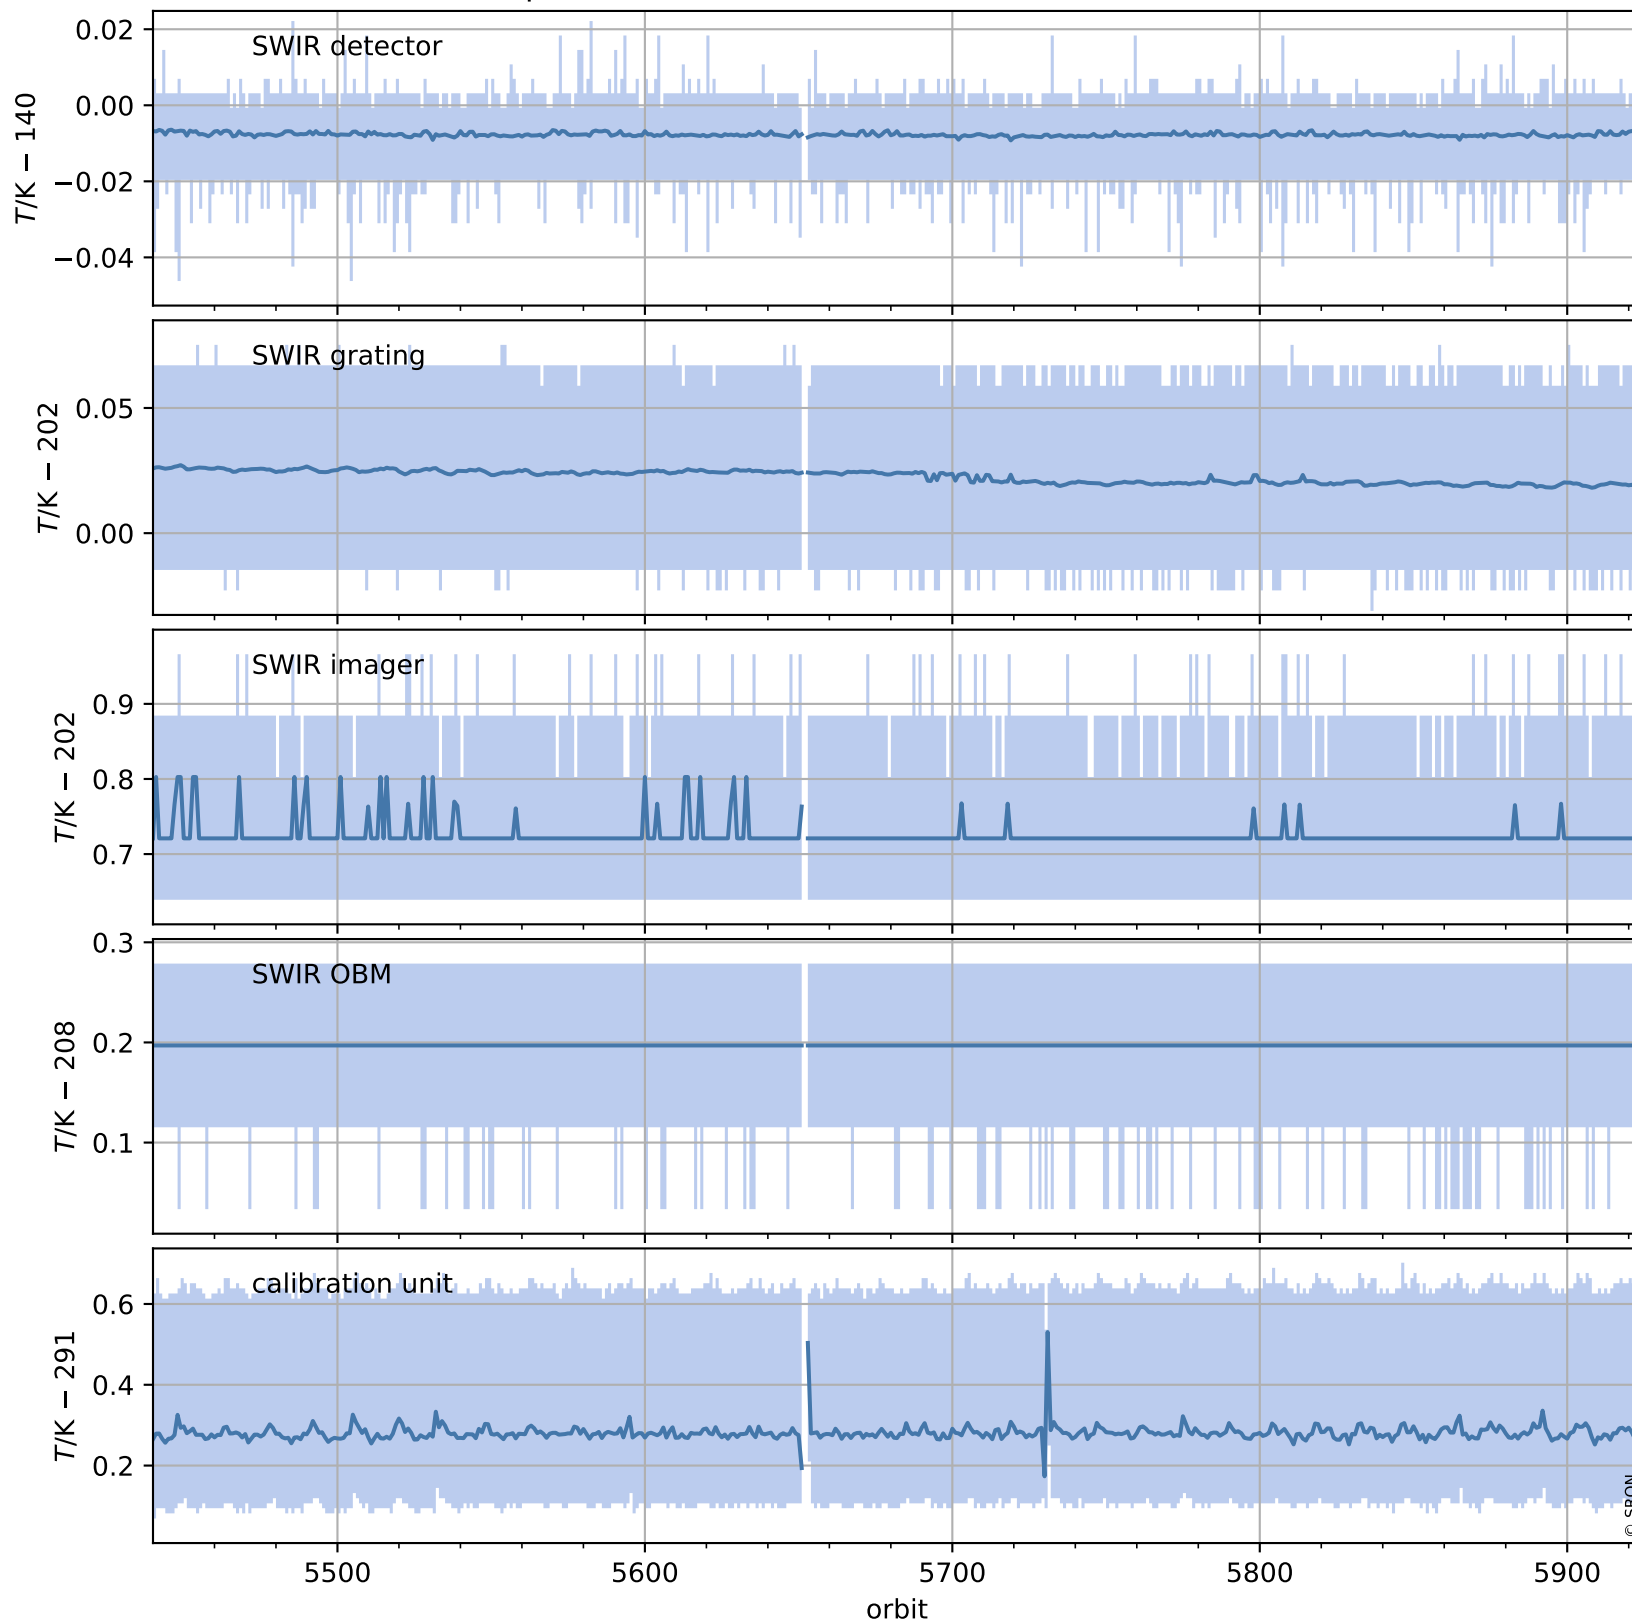 0.02
0.00
−0.02
−0.04
T/K − 140
SWIR detector
0.05
0.00
T/K − 202
SWIR grating
0.9
0.8
0.7
T/K − 202
SWIR imager
0.3
0.2
0.1
T/K − 208
SWIR OBM
0.6
0.4
0.2
T/K − 291
calibration unit
© SRON
5500 5600 5700 5800 5900
orbit